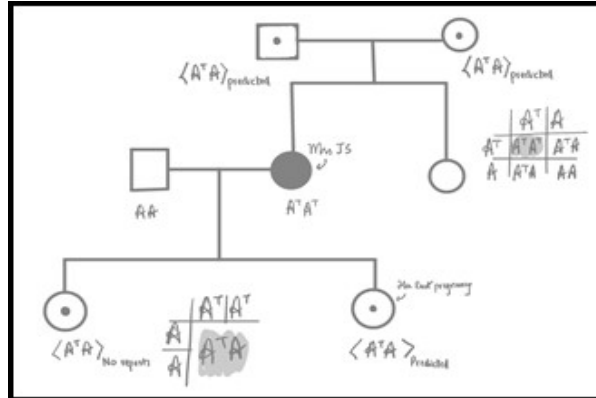 ⟨AᵀA⟩predicted
⟨AᵀA⟩predicted
Aᵀ A
Aᵀ AᵀAᵀ AᵀA
A AᵀA AA
Mrs JS
AA
AᵀAᵀ
Her last pregnancy
⟨AᵀA⟩No reports
Aᵀ Aᵀ
A
A
AᵀA
⟨AᵀA⟩Predicted